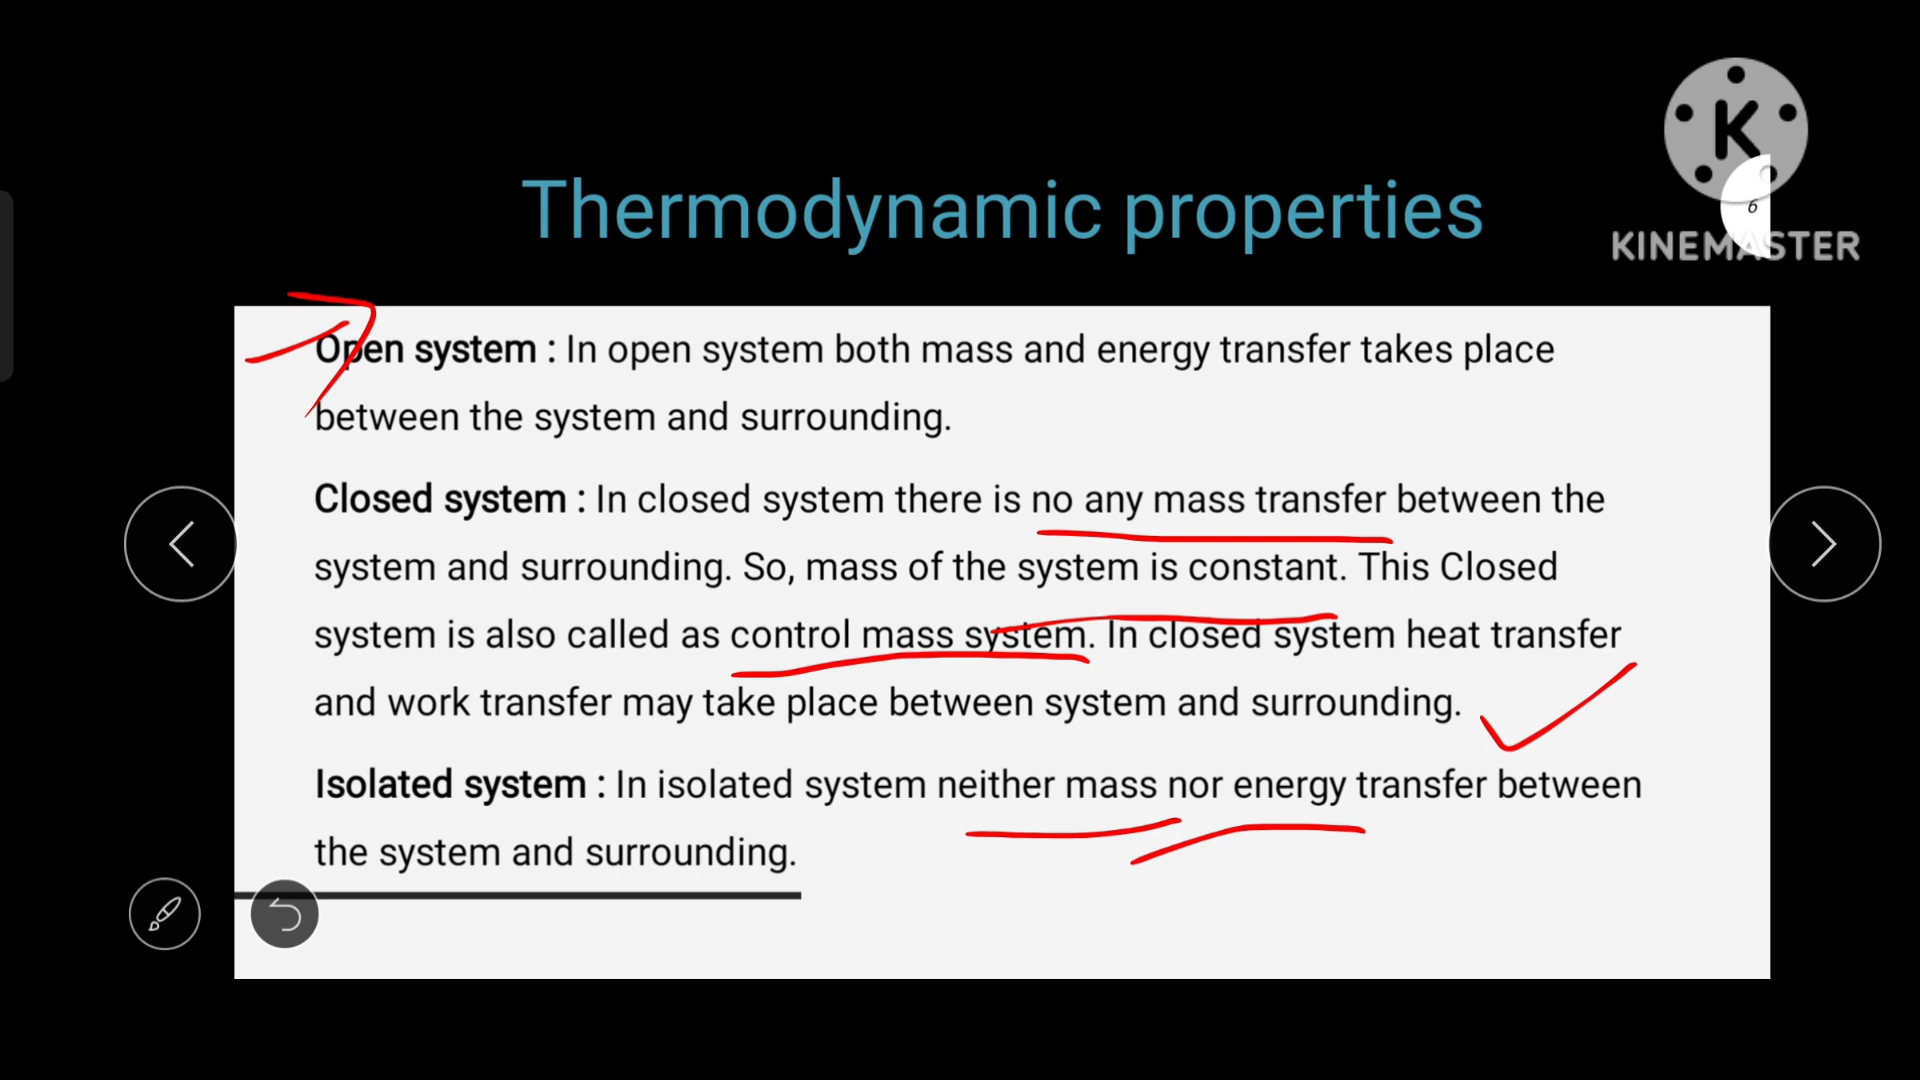 K
6
KINEMASTER
Thermodynamic properties
Open system : In open system both mass and energy transfer takes place
between the system and surrounding.
Closed system : In closed system there is no any mass transfer between the
system and surrounding. So, mass of the system is constant. This Closed
system is also called as control mass system. In closed system heat transfer
and work transfer may take place between system and surrounding.
Isolated system : In isolated system neither mass nor energy transfer between
the system and surrounding.